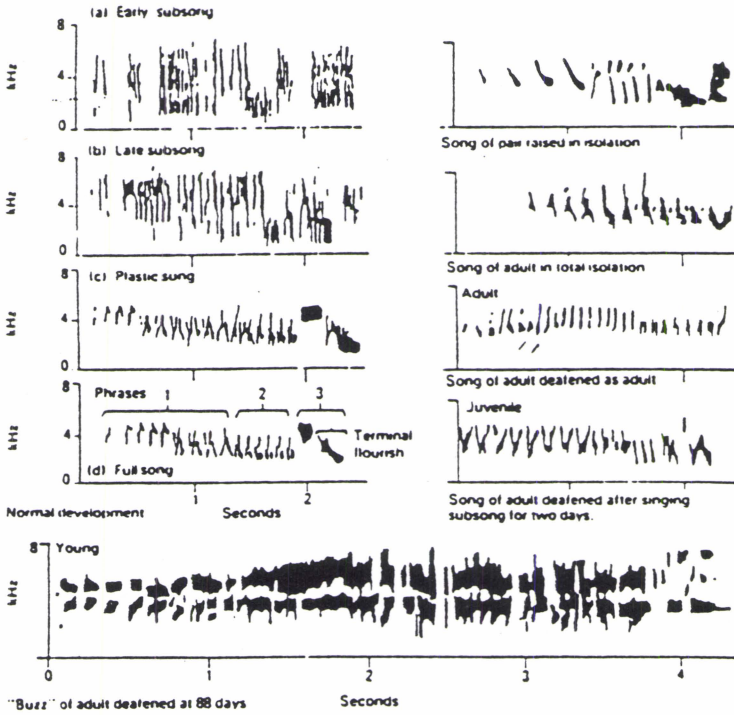 8
(a) Early subsong
kHz
4
0
Song of pair raised in isolation
8
(b) Late subsong
kHz
4
0
Song of adult in total isolation
8
(c) Plastic song
kHz
4
0
Adult
Song of adult deafened as adult
8
Phrases 1 2 3
kHz
4
Terminal
flourish
0
(d) Full song
1 2
Normal development Seconds
Juvenile
4
Song of adult deafened after singing
subsong for two days.
8
Young
kHz
0 1 2 3 4
"Buzz" of adult deafened at 88 days Seconds